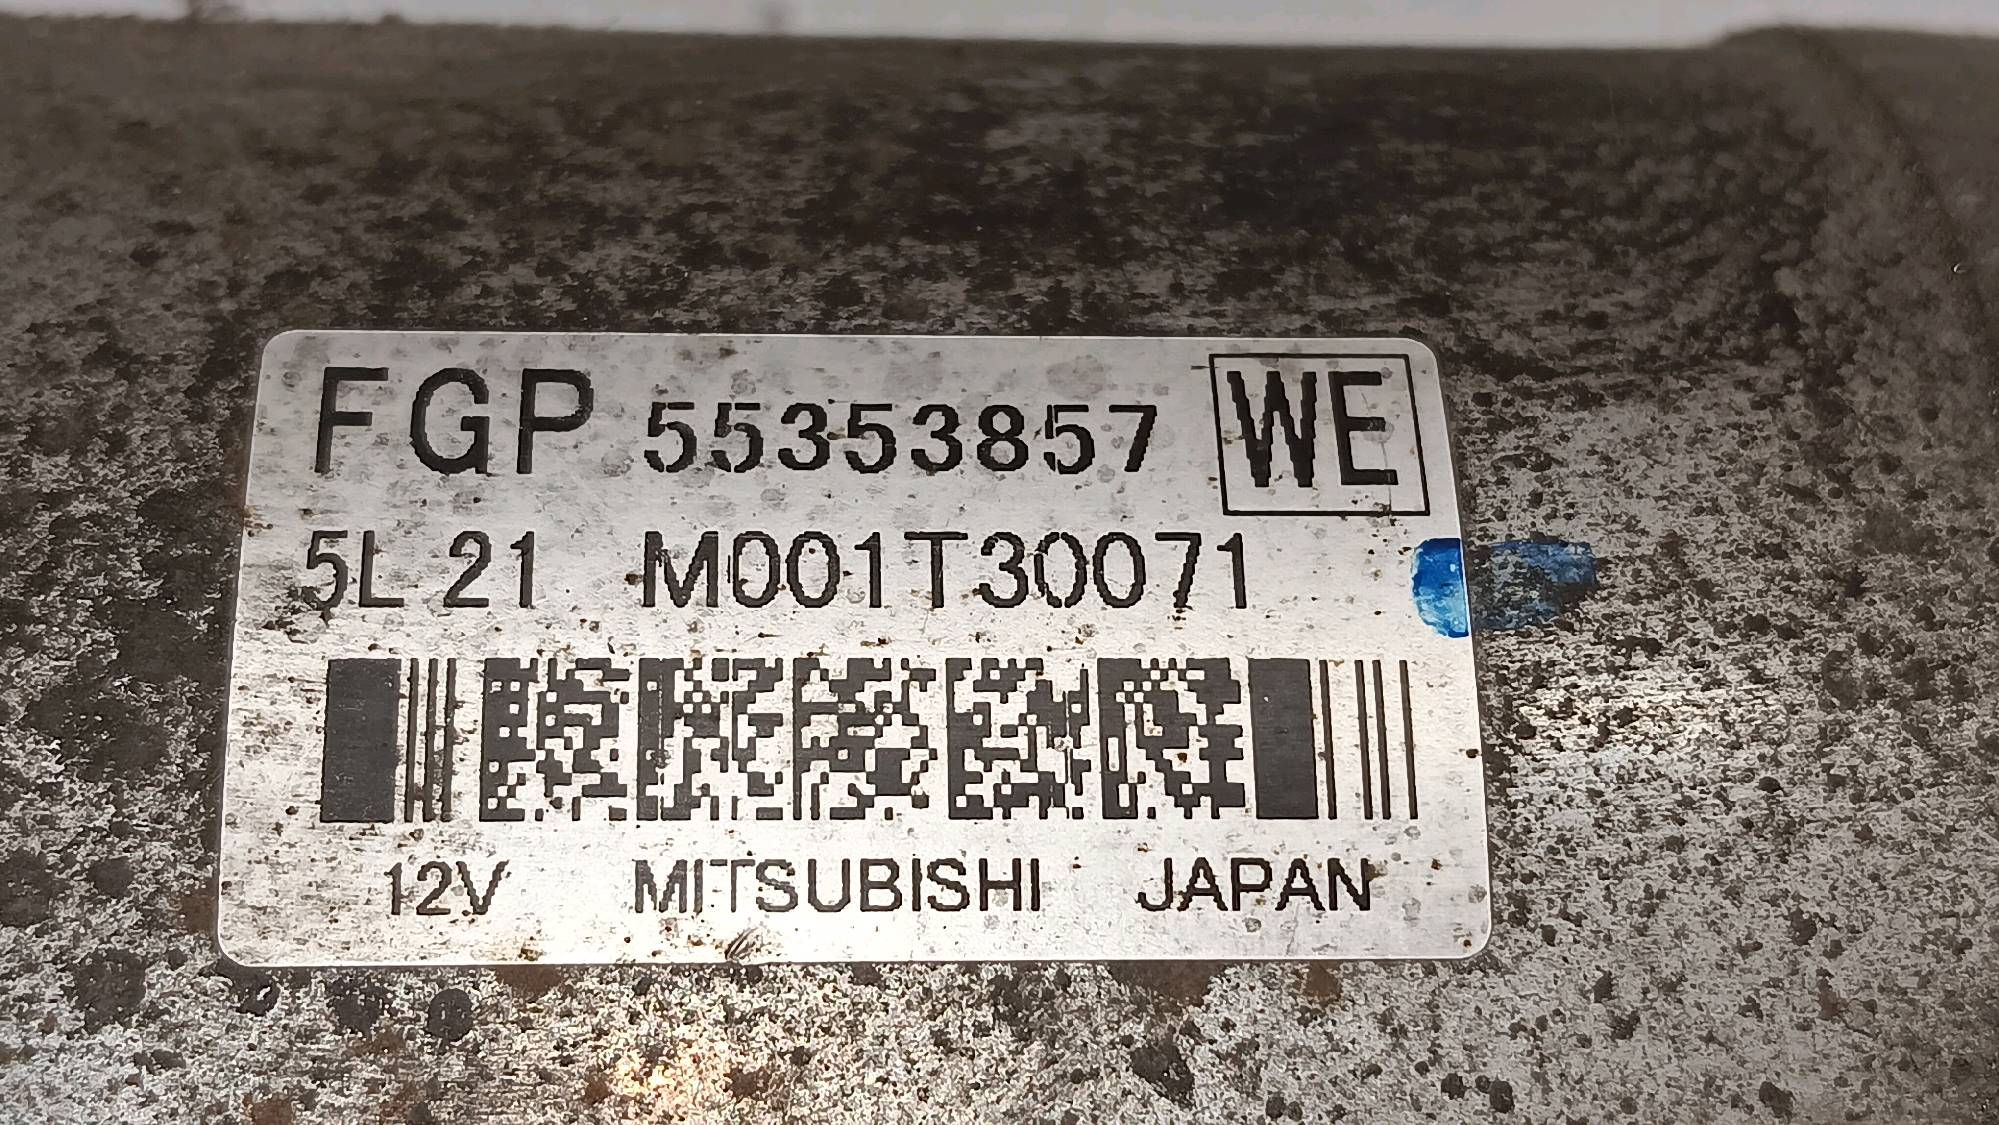 FGP 55353857 WE
5L 21 M001T30071
12V MITSUBISHI JAPAN